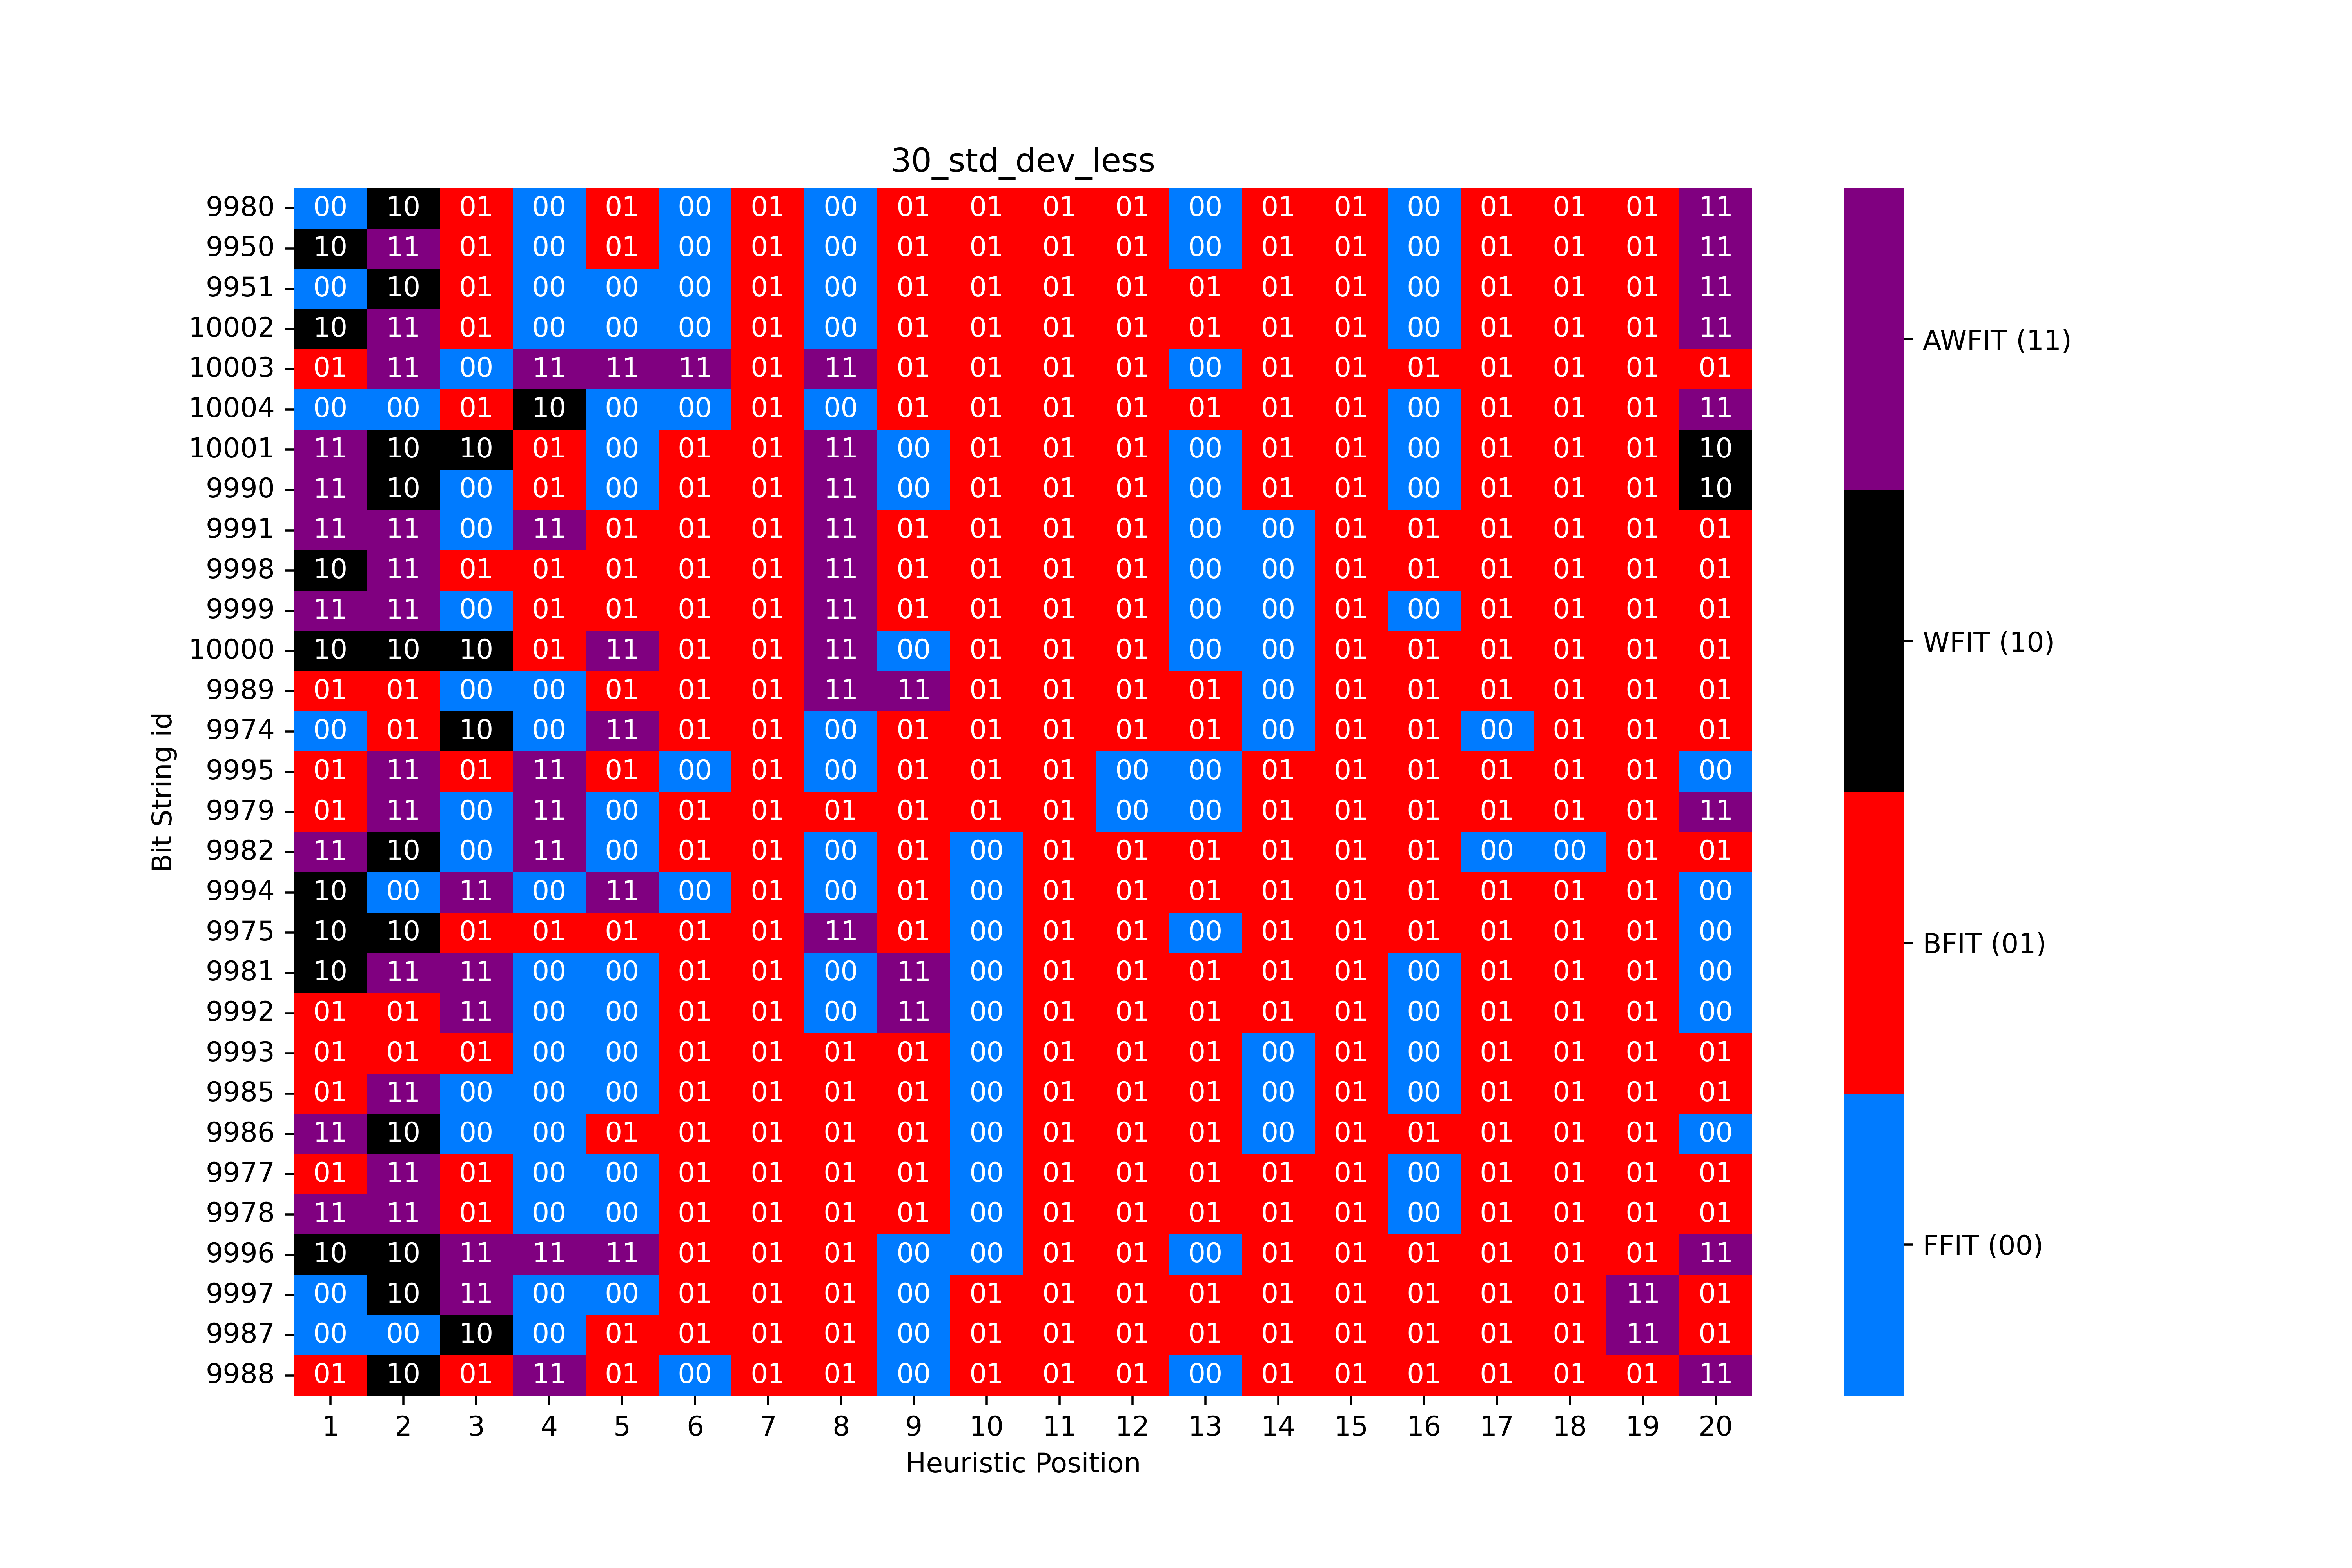 30_std_dev_less
9980 00 10 01 00 01 00 01 00 01 01 01 01 00 01 01 00 01 01 01 11
9950 10 11 01 00 01 00 01 00 01 01 01 01 00 01 01 00 01 01 01 11
9951 00 10 01 00 00 00 01 00 01 01 01 01 01 01 01 00 01 01 01 11
10002 10 11 01 00 00 00 01 00 01 01 01 01 01 01 01 00 01 01 01 11
10003 01 11 00 11 11 11 01 11 01 01 01 01 00 01 01 01 01 01 01 01
10004 00 00 01 10 00 00 01 00 01 01 01 01 01 01 01 00 01 01 01 11
10001 11 10 10 01 00 01 01 11 00 01 01 01 00 01 01 00 01 01 01 10
9990 11 10 00 01 00 01 01 11 00 01 01 01 00 01 01 00 01 01 01 10
9991 11 11 00 11 01 01 01 11 01 01 01 01 00 00 01 01 01 01 01 01
9998 10 11 01 01 01 01 01 11 01 01 01 01 00 00 01 01 01 01 01 01
9999 11 11 00 01 01 01 01 11 01 01 01 01 00 00 01 00 01 01 01 01
10000 10 10 10 01 11 01 01 11 00 01 01 01 00 00 01 01 01 01 01 01
9989 01 01 00 00 01 01 01 11 11 01 01 01 01 00 01 01 01 01 01 01
9974 00 01 10 00 11 01 01 00 01 01 01 01 01 00 01 01 00 01 01 01
9995 01 11 01 11 01 00 01 00 01 01 01 00 00 01 01 01 01 01 01 00
9979 01 11 00 11 00 01 01 01 01 01 01 00 00 01 01 01 01 01 01 11
9982 11 10 00 11 00 01 01 00 01 00 01 01 01 01 01 01 00 00 01 01
9994 10 00 11 00 11 00 01 00 01 00 01 01 01 01 01 01 01 01 01 00
9975 10 10 01 01 01 01 01 11 01 00 01 01 00 01 01 01 01 01 01 00
9981 10 11 11 00 00 01 01 00 11 00 01 01 01 01 01 00 01 01 01 00
9992 01 01 11 00 00 01 01 00 11 00 01 01 01 01 01 00 01 01 01 00
9993 01 01 01 00 00 01 01 01 01 00 01 01 01 00 01 00 01 01 01 01
9985 01 11 00 00 00 01 01 01 01 00 01 01 01 00 01 00 01 01 01 01
9986 11 10 00 00 01 01 01 01 01 00 01 01 01 00 01 01 01 01 01 00
9977 01 11 01 00 00 01 01 01 01 00 01 01 01 01 01 00 01 01 01 01
9978 11 11 01 00 00 01 01 01 01 00 01 01 01 01 01 00 01 01 01 01
9996 10 10 11 11 11 01 01 01 00 00 01 01 00 01 01 01 01 01 01 11
9997 00 10 11 00 00 01 01 01 00 01 01 01 01 01 01 01 01 01 11 01
9987 00 00 10 00 01 01 01 01 00 01 01 01 01 01 01 01 01 01 11 01
9988 01 10 01 11 01 00 01 01 00 01 01 01 00 01 01 01 01 01 01 11
1 2 3 4 5 6 7 8 9 10 11 12 13 14 15 16 17 18 19 20
Heuristic Position
Bit String id
AWFIT (11)
WFIT (10)
BFIT (01)
FFIT (00)